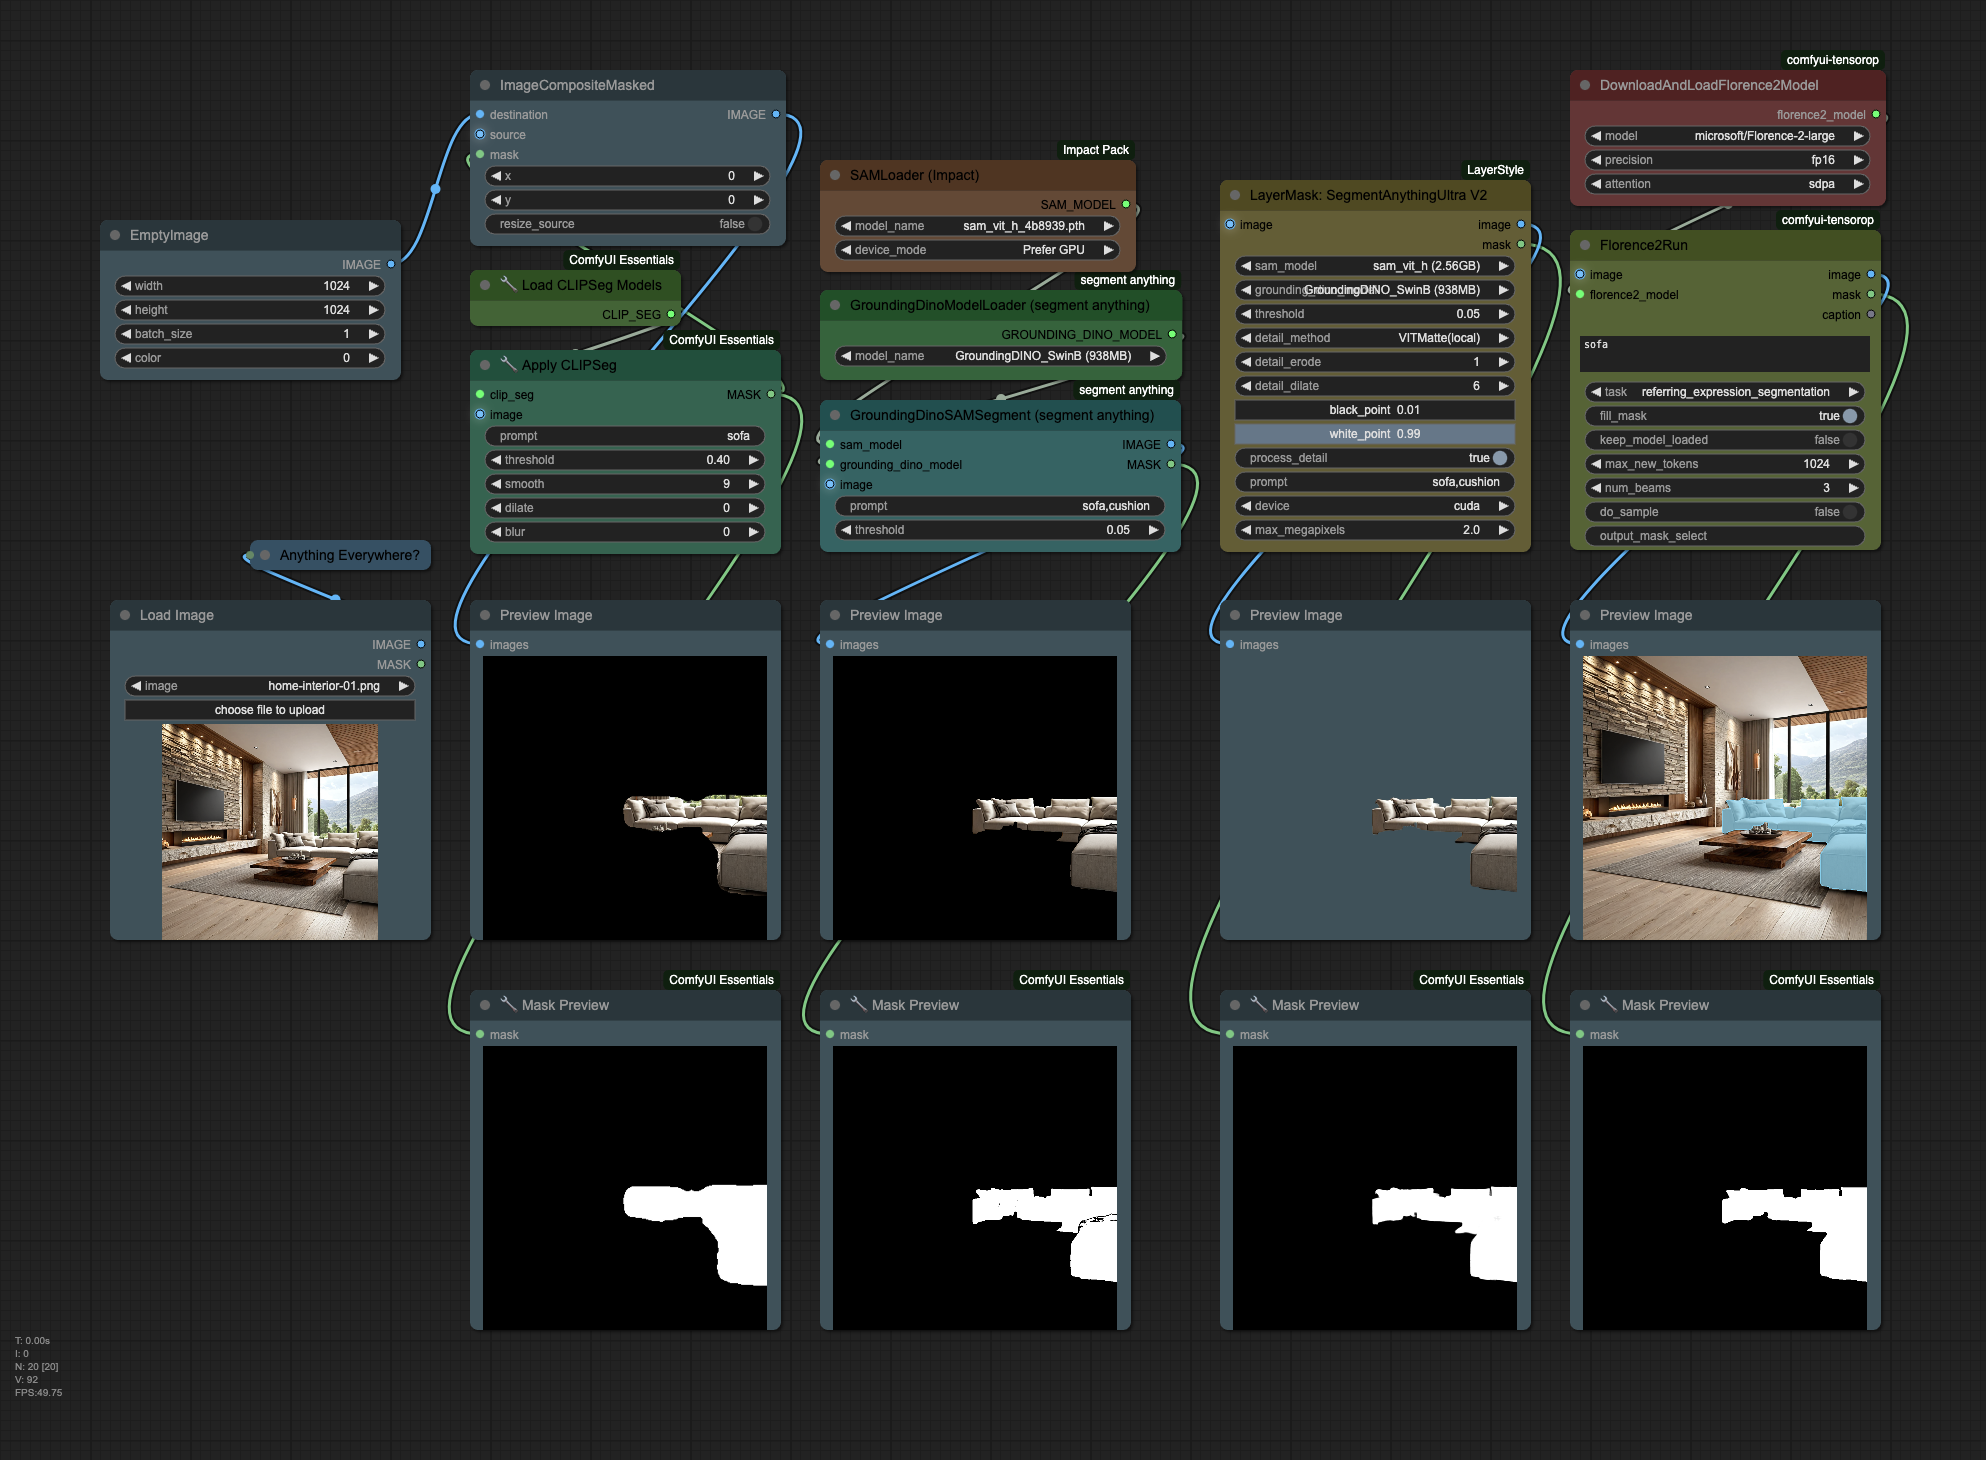 ImageCompositeMasked
destination
IMAGE
source
mask
x
0
y
0
resize_source
false
EmptyImage
IMAGE
width
1024
height
1024
batch_size
1
color
0
ComfyUI Essentials
Load CLIPSeg Models
CLIP_SEG
ComfyUI Essentials
Apply CLIPSeg
clip_seg
MASK
image
prompt
sofa
threshold
0.40
smooth
9
dilate
0
blur
0
Impact Pack
SAMLoader (Impact)
SAM_MODEL
model_name
sam_vit_h_4b8939.pth
device_mode
Prefer GPU
segment anything
GroundingDinoModelLoader (segment anything)
GROUNDING_DINO_MODEL
model_name
GroundingDINO_SwinB (938MB)
segment anything
GroundingDinoSAMSegment (segment anything)
sam_model
IMAGE
grounding_dino_model
MASK
image
prompt
sofa,cushion
threshold
0.05
LayerStyle
LayerMask: SegmentAnythingUltra V2
image
image
mask
sam_model
sam_vit_h (2.56GB)
GroundingDINO_SwinB (938MB)
threshold
0.05
detail_method
VITMatte(local)
detail_erode
1
detail_dilate
6
black_point 0.01
white_point 0.99
process_detail
true
prompt
sofa,cushion
device
cuda
max_megapixels
2.0
comfyui-tensorop
DownloadAndLoadFlorence2Model
florence2_model
model
microsoft/Florence-2-large
precision
fp16
attention
sdpa
comfyui-tensorop
Florence2Run
image
image
florence2_model
mask
caption
sofa
task
referring_expression_segmentation
fill_mask
true
keep_model_loaded
false
max_new_tokens
1024
num_beams
3
do_sample
false
output_mask_select
Anything Everywhere?
Load Image
IMAGE
MASK
image
home-interior-01.png
choose file to upload
Preview Image
images
Preview Image
images
Preview Image
images
Preview Image
images
ComfyUI Essentials
Mask Preview
mask
ComfyUI Essentials
Mask Preview
mask
ComfyUI Essentials
Mask Preview
mask
ComfyUI Essentials
Mask Preview
mask
T: 0.00s
I: 0
N: 20 [20]
V: 92
FPS:49.75